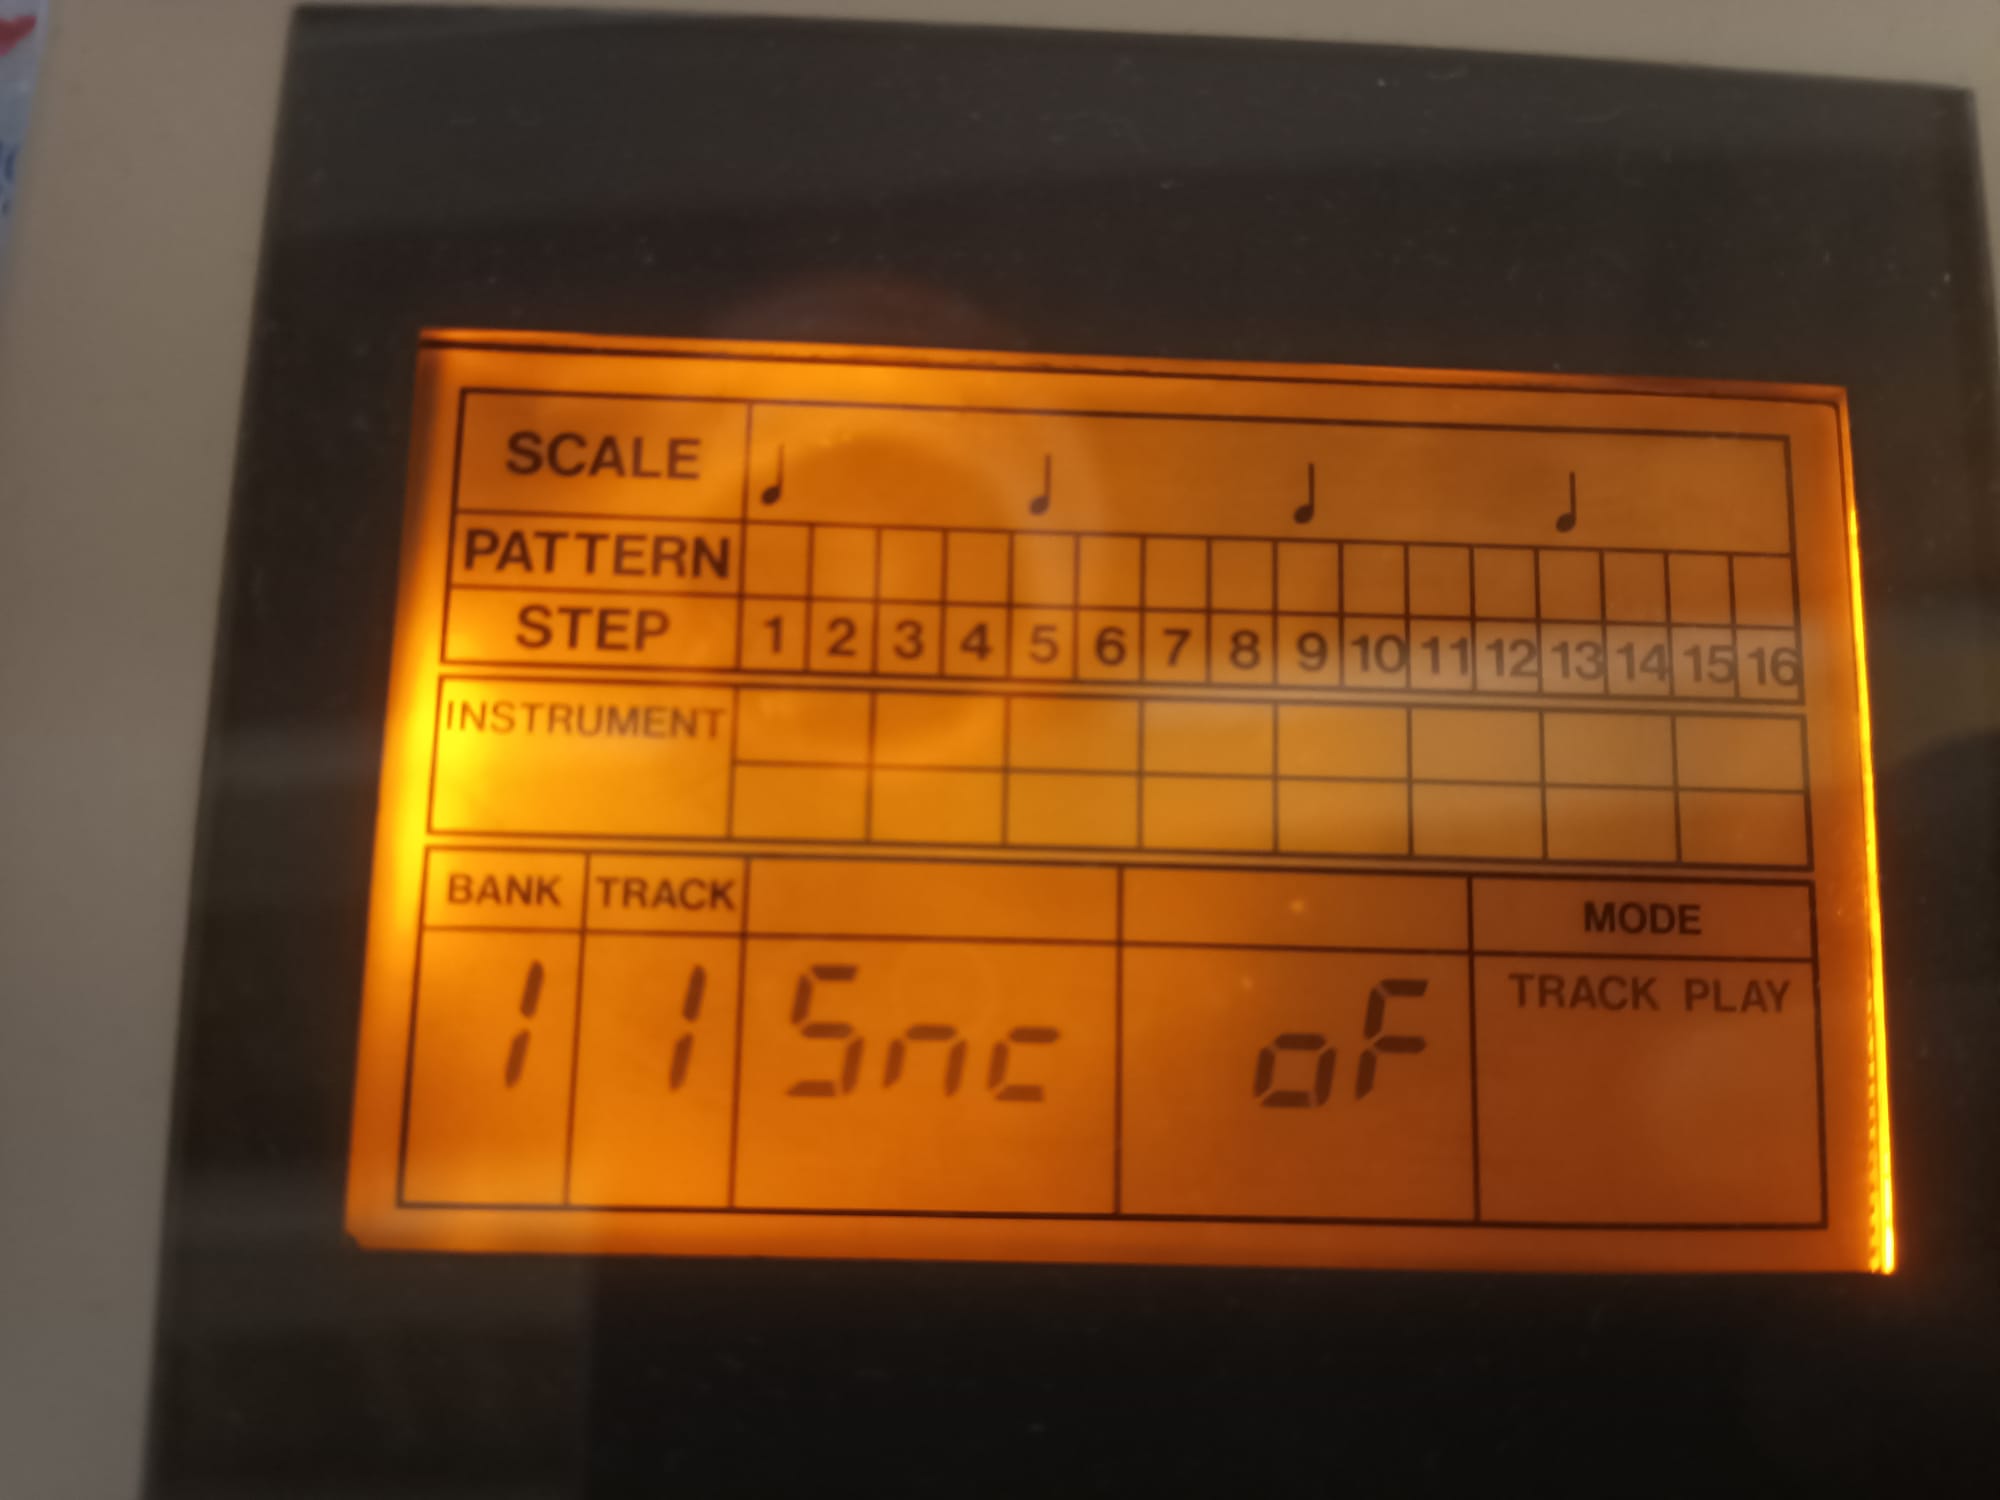 SCALE
PATTERN
STEP 1 2 3 4 5 6 7 8 9 10 11 12 13 14 15 16
INSTRUMENT
BANK TRACK MODE
1 1 Snc oF TRACK PLAY